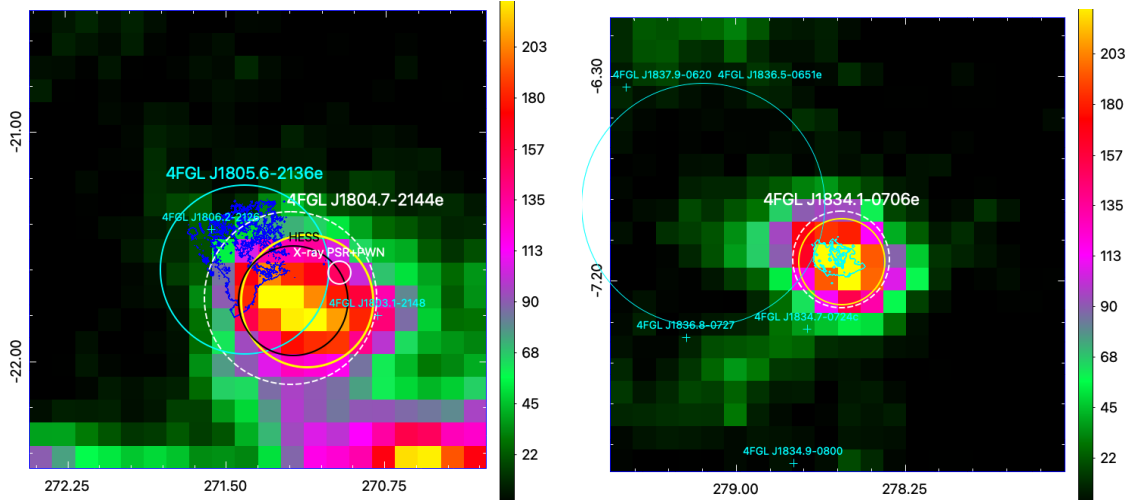 -21.00
-22.00
272.25
271.50
270.75
4FGL J1805.6-2136e
4FGL J1804.7-2144e
4FGL J1806.2-2126
HESS
X-ray PSR+PWN
4FGL J1803.1-2148
203
180
157
135
113
90
68
45
22
-6.30
-7.20
279.00
278.25
4FGL J1837.9-0620 4FGL J1836.5-0651e
4FGL J1834.1-0706e
4FGL J1836.8-0727
4FGL J1834.9-0800
203
180
157
135
113
90
68
45
22